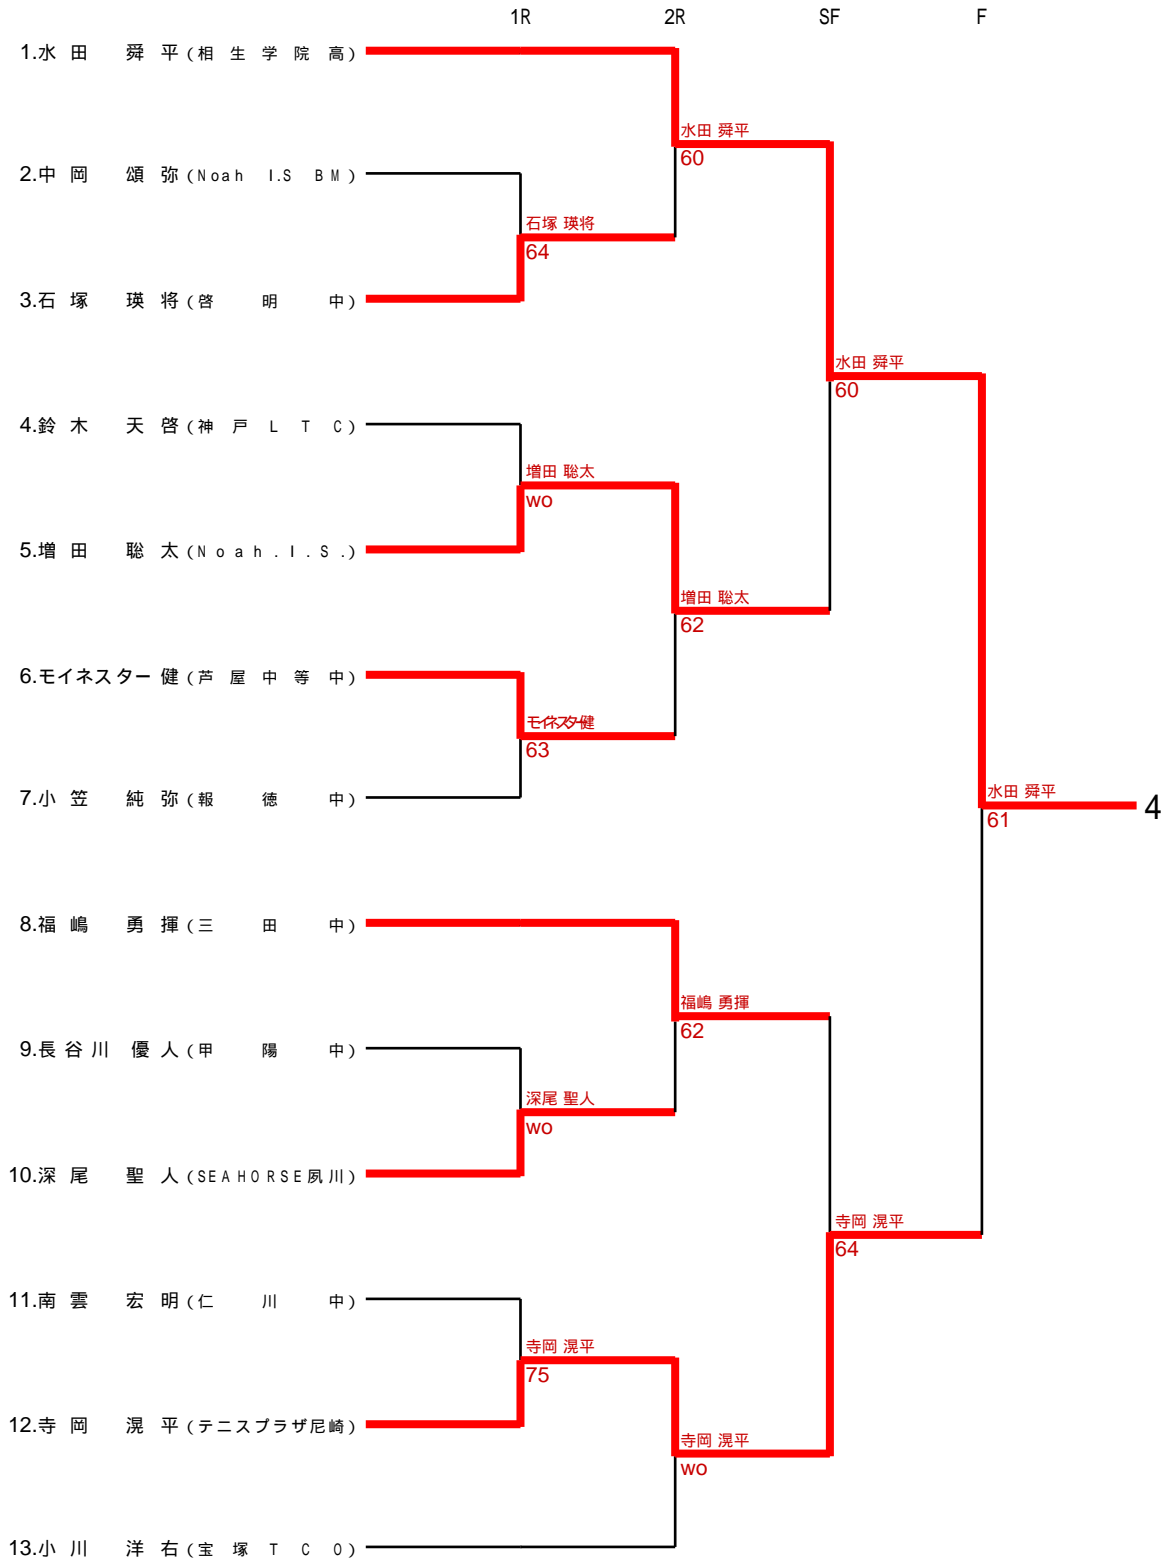 1R 2R SF F
1.水田 舜平(相生学院高)
水田 舜平
60
2.中岡 頌弥(Noah I.S BM)
石塚 瑛将
64
3.石塚 瑛将(啓明中)
水田 舜平
60
4.鈴木 天啓(神戸LTC)
増田 聡太
wo
5.増田 聡太(Noah.I.S.)
増田 聡太
62
6.モイネスター 健(芦屋中等中)
モイネスター健
63
7.小笠 純弥(報徳中)
水田 舜平
61
4
8.福嶋 勇揮(三田中)
福嶋 勇揮
62
9.長谷川 優人(甲陽中)
深尾 聖人
wo
10.深尾 聖人(SEAHORSE夙川)
寺岡 滉平
64
11.南雲 宏明(仁川中)
寺岡 滉平
75
12.寺岡 滉平(テニスプラザ尼崎)
寺岡 滉平
wo
13.小川 洋右(宝塚TCO)